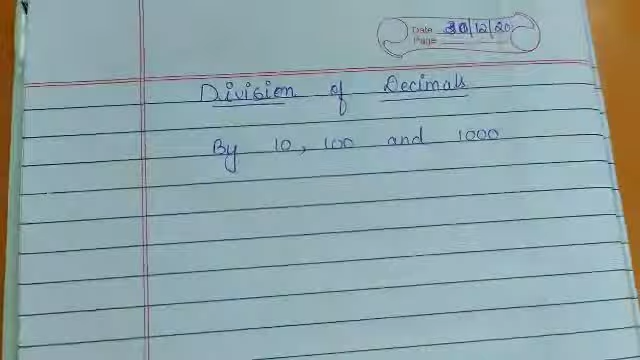 Date 30/12/20
Page
Division of Decimals
By 10, 100 and 1000